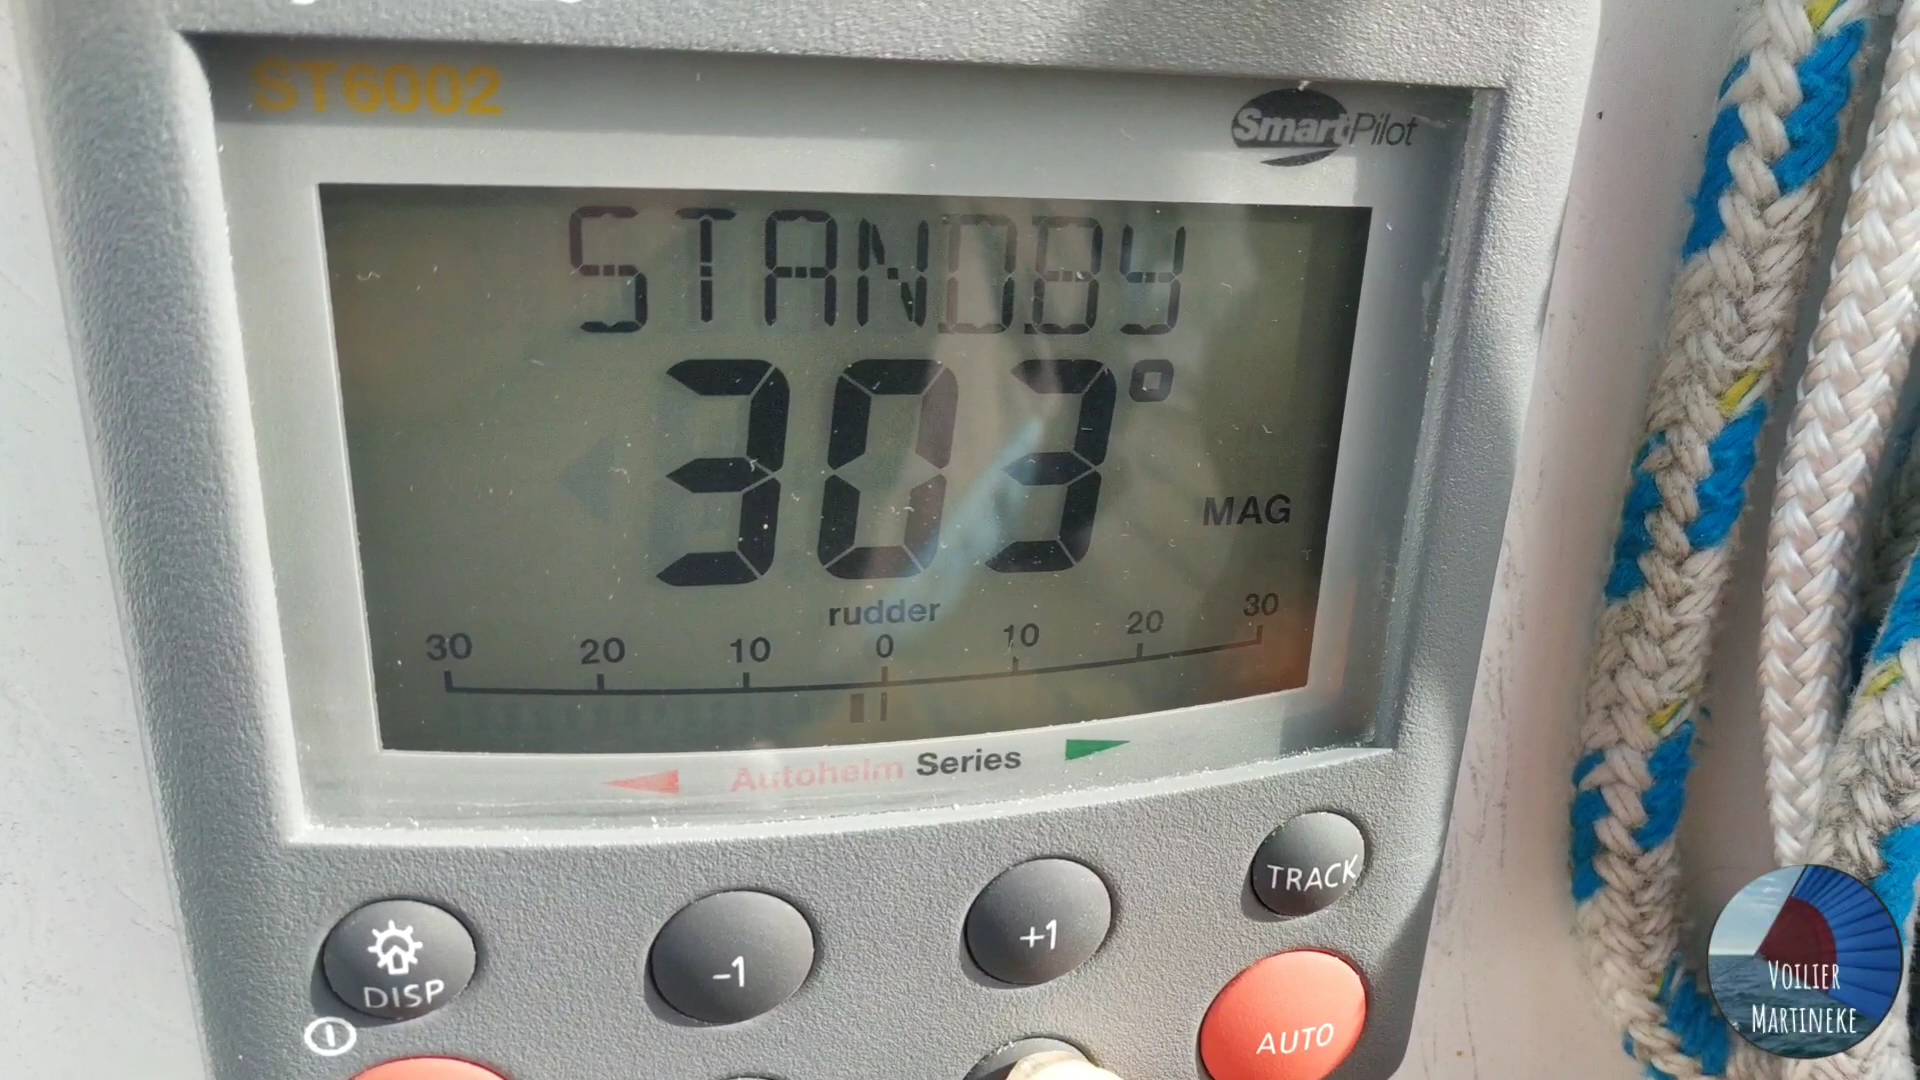 ST6002
SmartPilot
STANDBY
303°
MAG
rudder
30 20 10 0 10 20 30
Autohelm Series
DISP
-1
+1
TRACK
AUTO
VOILIER
MARTINEKE